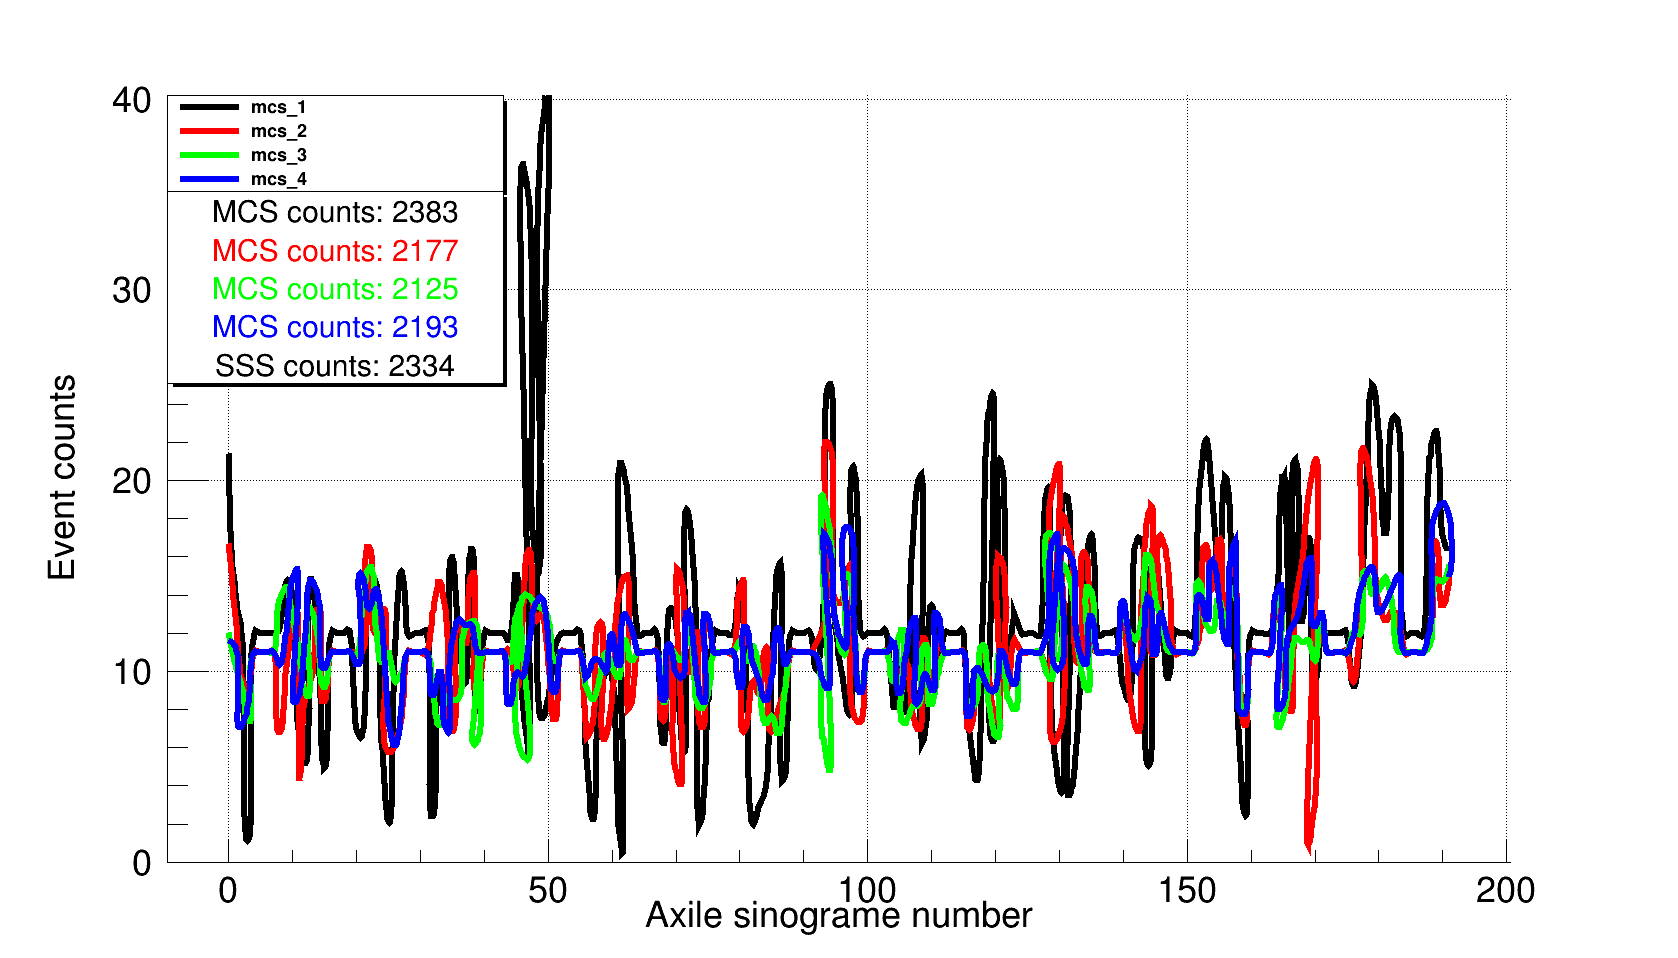 40
mcs_1
mcs_2
mcs_3
mcs_4
MCS counts: 2383
MCS counts: 2177
MCS counts: 2125
MCS counts: 2193
SSS counts: 2334
30
20
10
0
Event counts
0 50 100 150 200
Axile sinograme number